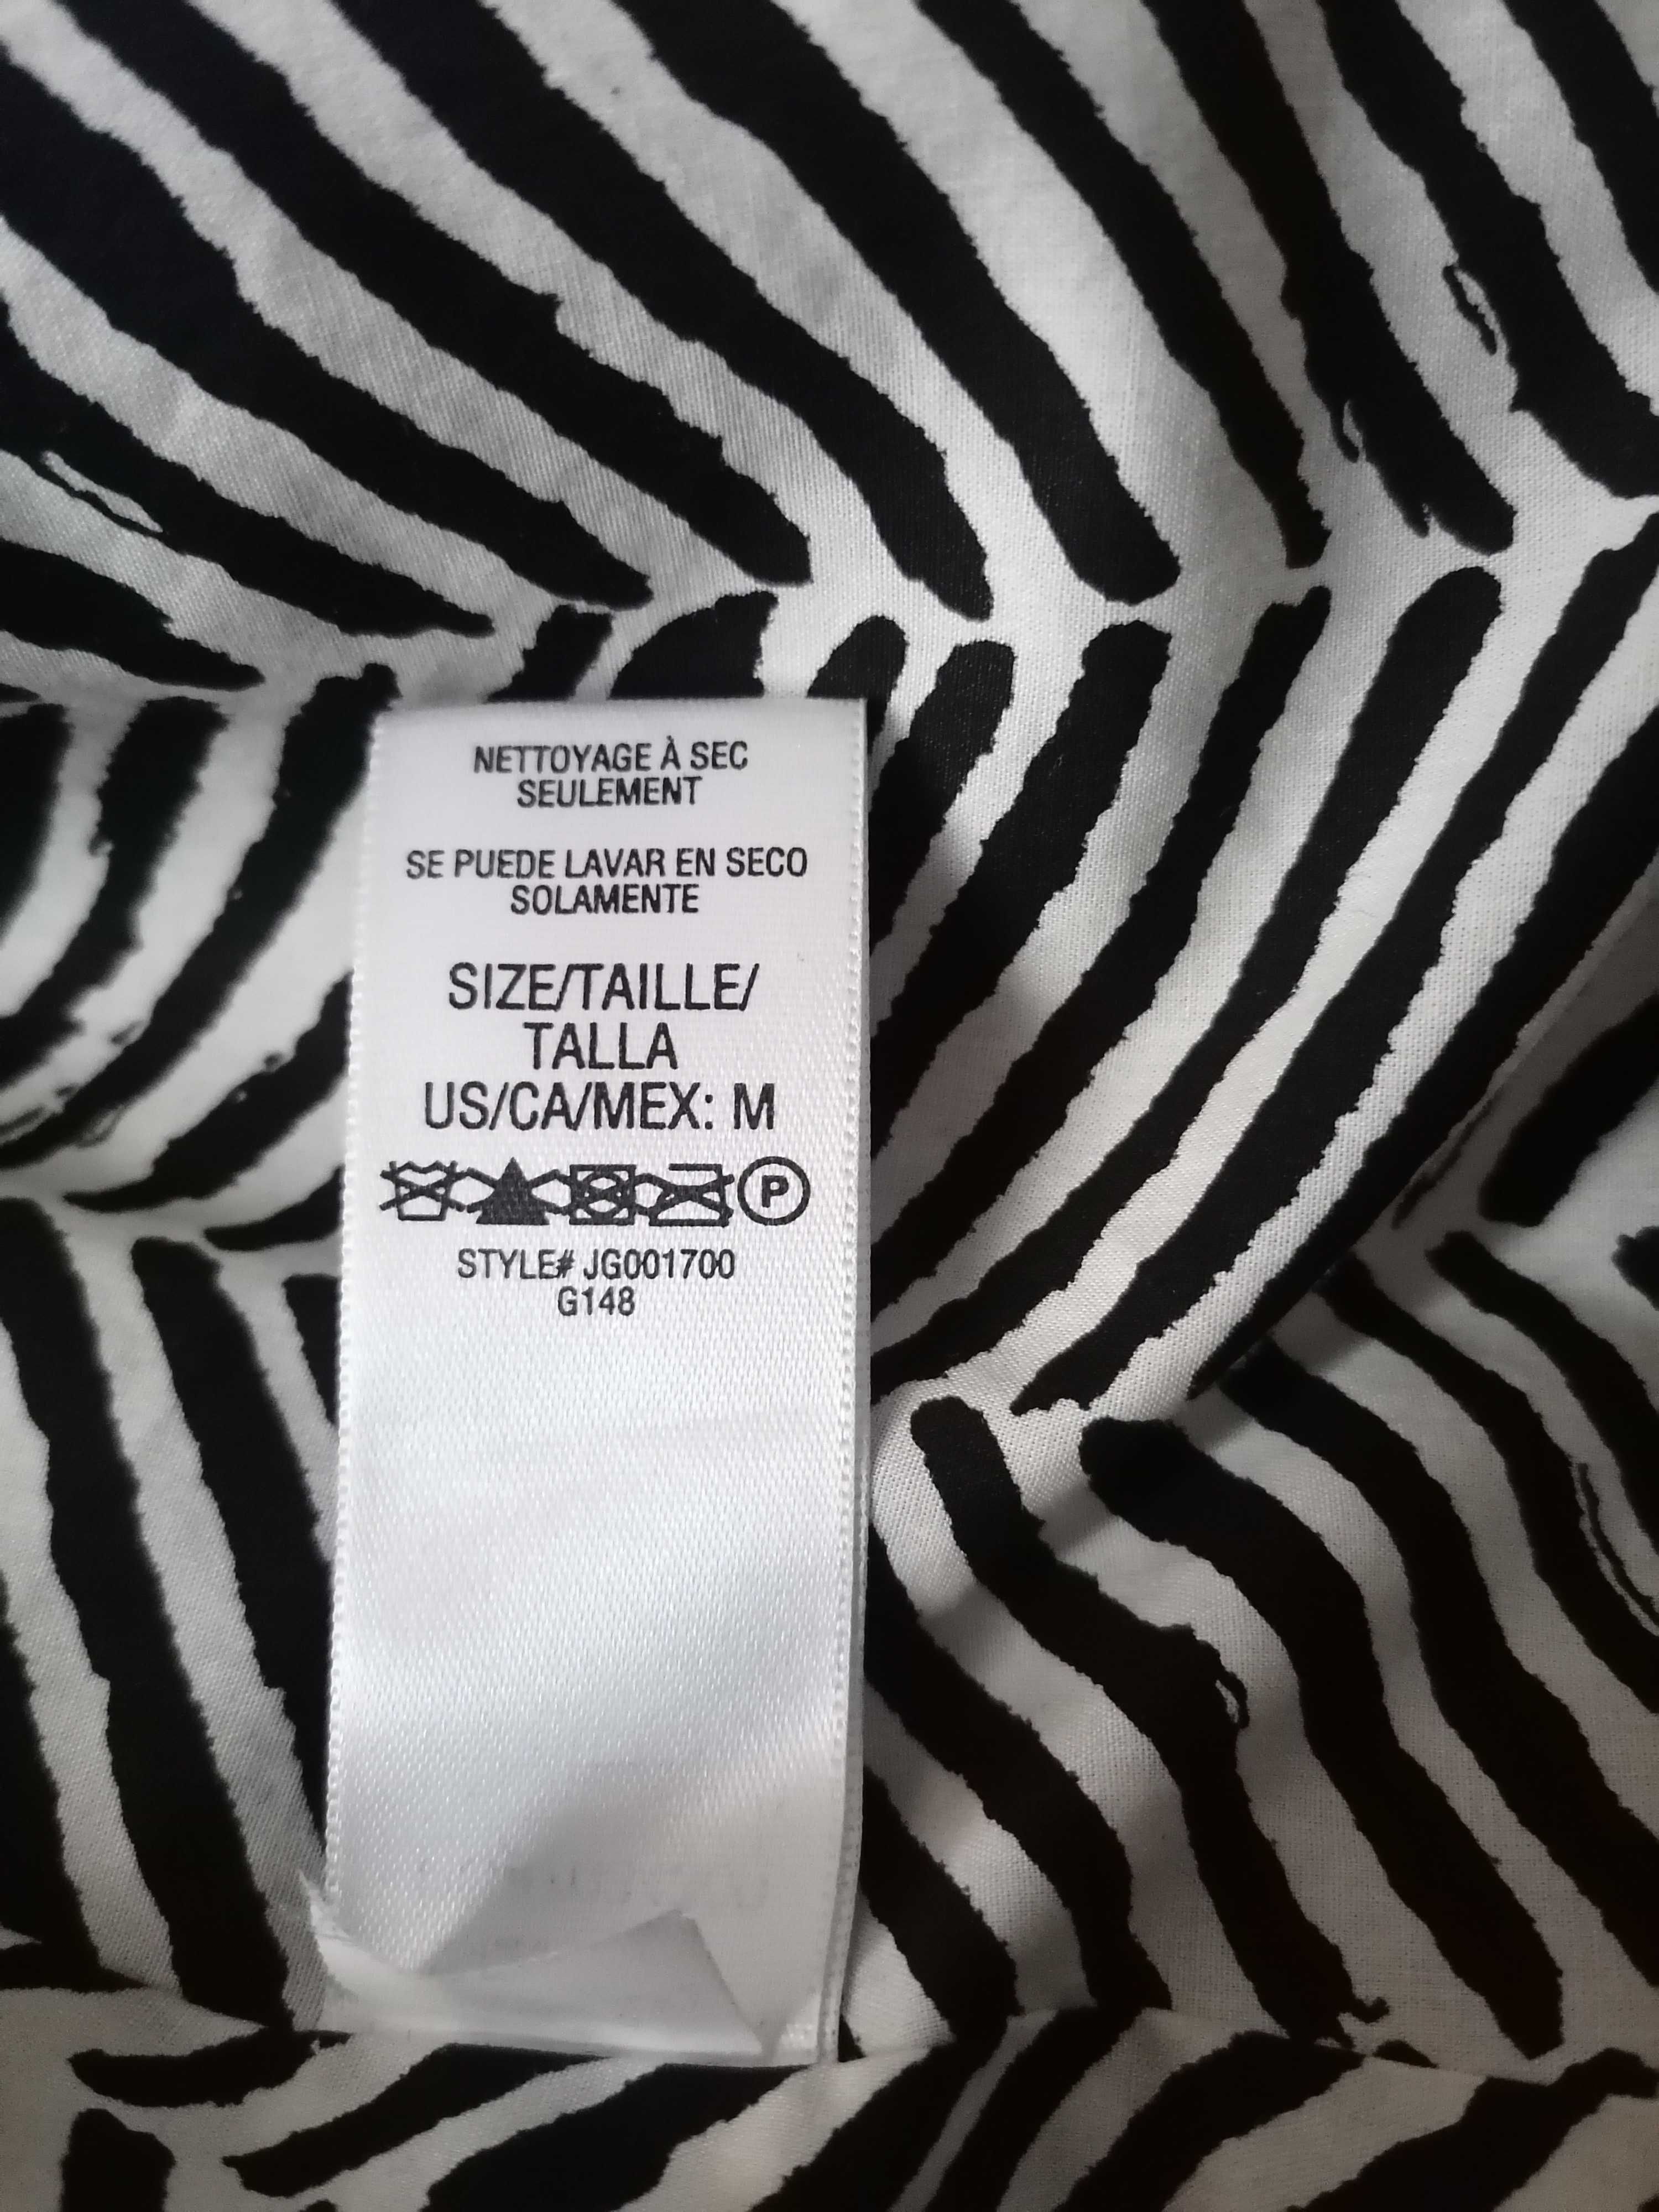 NETTOYAGE À SEC
SEULEMENT
SE PUEDE LAVAR EN SECO
SOLAMENTE
SIZE/TAILLE/
TALLA
US/CA/MEX: M
P
STYLE# JG001700
G148